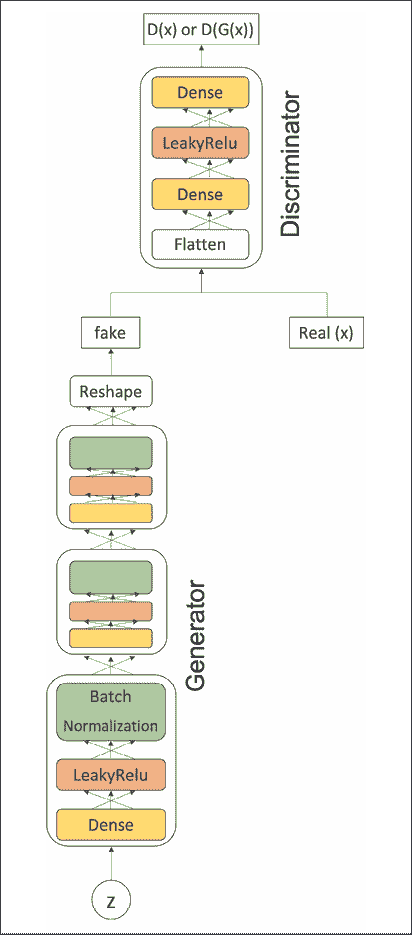 D(x) or D(G(x))
Dense
LeakyRelu
Dense
Flatten
Discriminator
fake
Real (x)
Reshape
Generator
Batch
Normalization
LeakyRelu
Dense
z